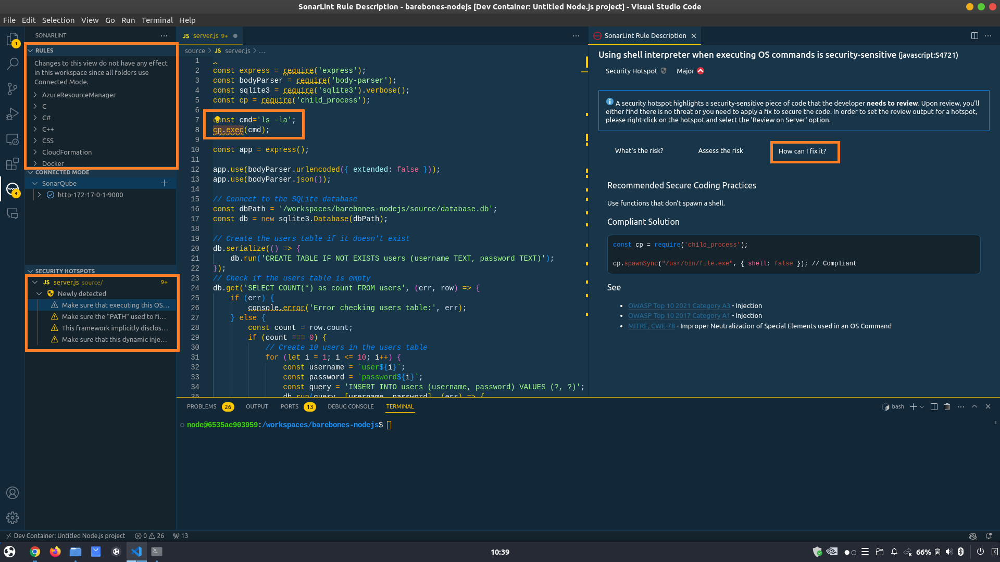 SonarLint Rule Description - barebones-nodejs [Dev Container: Untitled Node.js project] - Visual Studio Code
File Edit Selection View Go Run Terminal Help
SONARLINT
RULES
Changes to this view do not have any effect
in this workspace since all folders use
Connected Mode.
AzureResourceManager
C
C#
C++
CSS
CloudFormation
Docker
CONNECTED MODE
SonarQube
http-172-17-0-1-9000
SECURITY HOTSPOTS
JS server.js source/ 9+
Newly detected
Make sure that executing this OS...
Make sure the "PATH" used to fi...
This framework implicitly disclos...
Make sure that this dynamic inje...
1
4
JS server.js 9+
source > JS server.js > ...
1
2 const express = require('express');
3 const bodyParser = require('body-parser');
4 const sqlite3 = require('sqlite3').verbose();
5 const cp = require('child_process');
6
7 const cmd='ls -la';
8 cp.exec(cmd);
9
10 const app = express();
11
12 app.use(bodyParser.urlencoded({ extended: false }));
13 app.use(bodyParser.json());
14
15 // Connect to the SQLite database
16 const dbPath = '/workspaces/barebones-nodejs/source/database.db';
17 const db = new sqlite3.Database(dbPath);
18
19 // Create the users table if it doesn't exist
20 db.serialize(() => {
21 db.run('CREATE TABLE IF NOT EXISTS users (username TEXT, password TEXT)');
22 });
23 // Check if the users table is empty
24 db.get('SELECT COUNT(*) as count FROM users', (err, row) => {
25 if (err) {
26 console.error('Error checking users table:', err);
27 } else {
28 const count = row.count;
29 if (count === 0) {
30 // Create 10 users in the users table
31 for (let i = 1; i <= 10; i++) {
32 const username = `user${i}`;
33 const password = `password${i}`;
34 const query = 'INSERT INTO users (username, password) VALUES (?, ?)';
35 db.run(query, [username, password], (err) => {
SonarLint Rule Description
Using shell interpreter when executing OS commands is security-sensitive (javascript:S4721)
Security Hotspot Major
A security hotspot highlights a security-sensitive piece of code that the developer needs to review. Upon review, you'll
either find there is no threat or you need to apply a fix to secure the code. In order to set the review output for a hotspot,
please right-click on the hotspot and select the 'Review on Server' option.
What's the risk? Assess the risk How can I fix it?
Recommended Secure Coding Practices
Use functions that don’t spawn a shell.
Compliant Solution
const cp = require('child_process');
cp.spawnSync("/usr/bin/file.exe", { shell: false }); // Compliant
See
• OWASP Top 10 2021 Category A3 - Injection
• OWASP Top 10 2017 Category A1 - Injection
• MITRE, CWE-78 - Improper Neutralization of Special Elements used in an OS Command
PROBLEMS 26 OUTPUT PORTS 13 DEBUG CONSOLE TERMINAL
bash
node@6535ae903959:/workspaces/barebones-nodejs$
Dev Container: Untitled Node.js project 0 26 13
10:39
66%